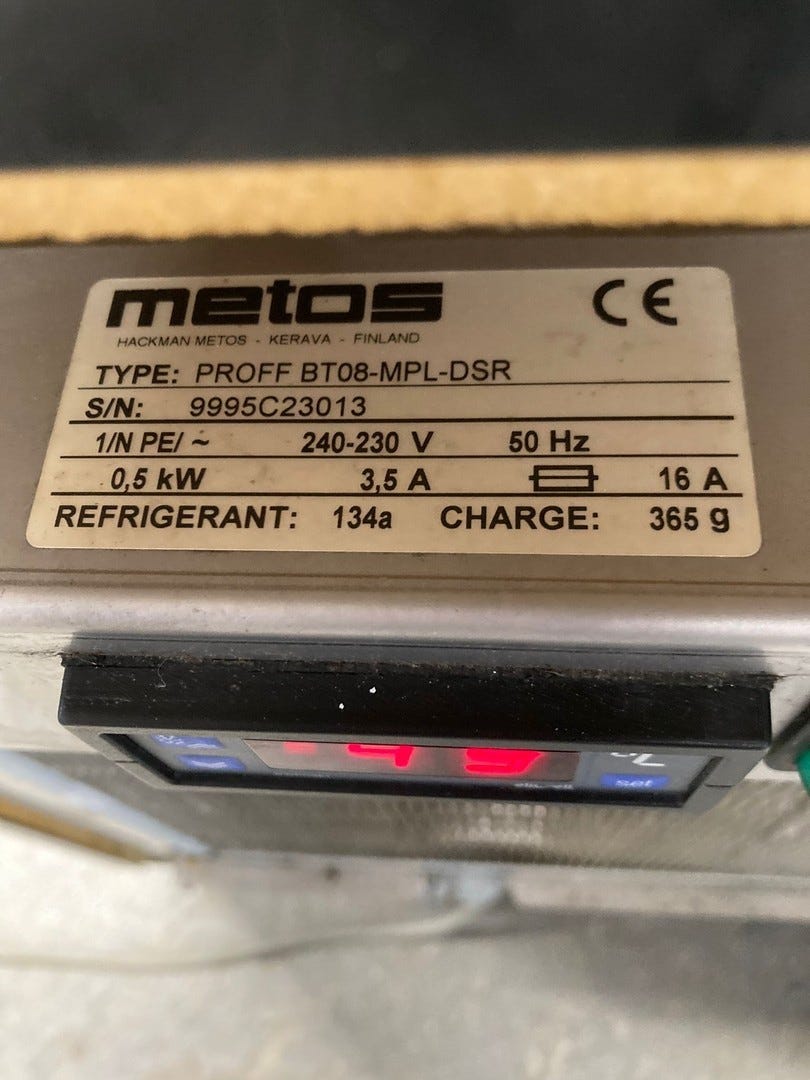 metos CE
HACKMAN METOS - KERAVA - FINLAND
TYPE: PROFF BT08-MPL-DSR
S/N: 9995C23013
1/N PE/ ~ 240-230 V 50 Hz
0,5 kW 3,5 A 16 A
REFRIGERANT: 134a CHARGE: 365 g
set